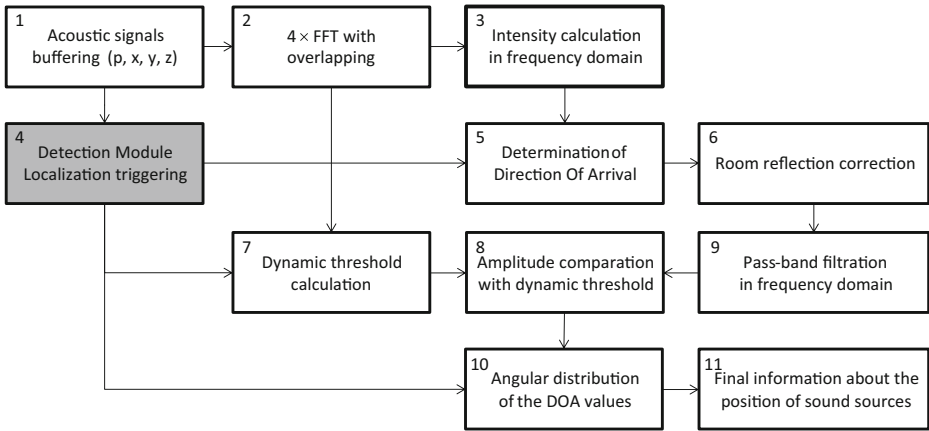 1
Acoustic signals
buffering (p, x, y, z)
2
4 × FFT with
overlapping
3
Intensity calculation
in frequency domain
4
Detection Module
Localization triggering
5
Determination of
Direction Of Arrival
6
Room reflection correction
7
Dynamic threshold
calculation
8
Amplitude comparation
with dynamic threshold
9
Pass-band filtration
in frequency domain
10
Angular distribution
of the DOA values
11
Final information about the
position of sound sources